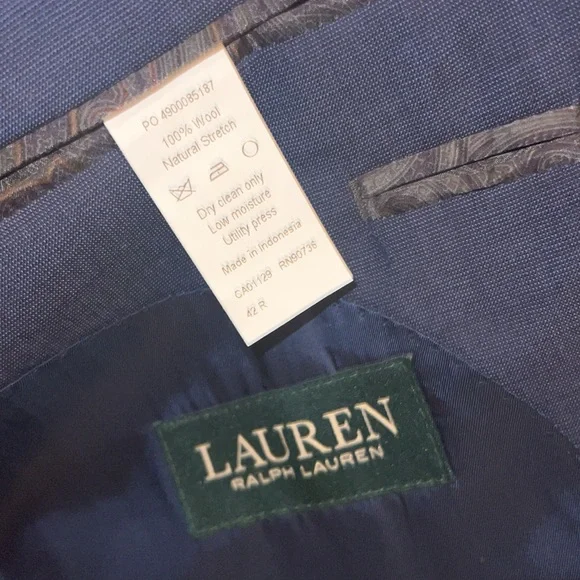 PO 4900085187
100% Wool
Natural Stretch
Dry clean only
Low moisture
Utility press
Made in Indonesia
CA01129 RN90736
42 R
LAUREN
RALPH LAUREN